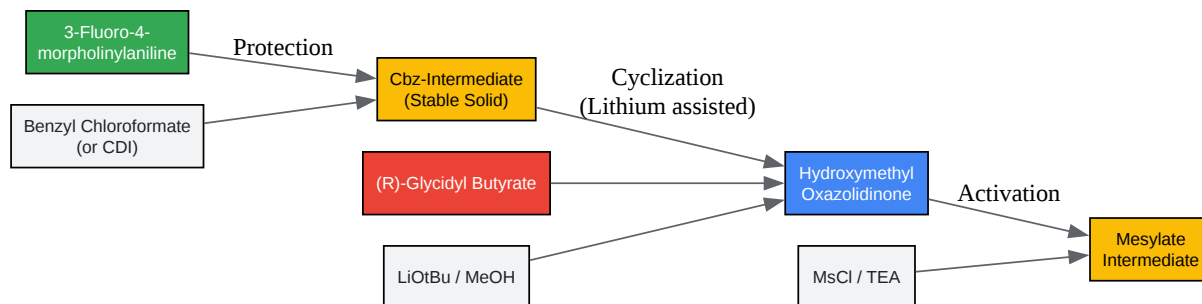 3-Fluoro-4-
morpholinylaniline
Protection
Benzyl Chloroformate
(or CDI)
Cbz-Intermediate
(Stable Solid)
Cyclization
(Lithium assisted)
(R)-Glycidyl Butyrate
LiOtBu / MeOH
Hydroxymethyl
Oxazolidinone
Activation
MsCl / TEA
Mesylate
Intermediate